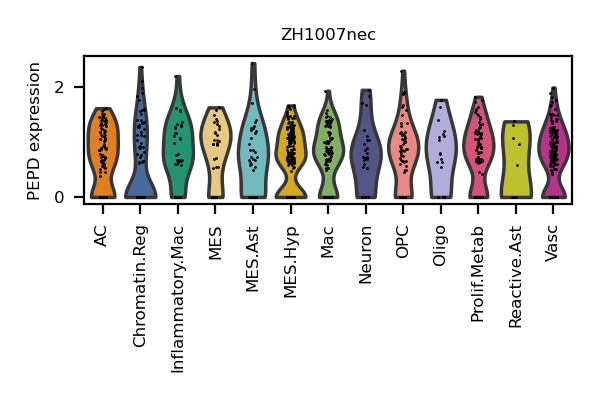 ZH1007nec
PEPD expression
2
0
AC
Chromatin.Reg
Inflammatory.Mac
MES
MES.Ast
MES.Hyp
Mac
Neuron
OPC
Oligo
Prolif.Metab
Reactive.Ast
Vasc